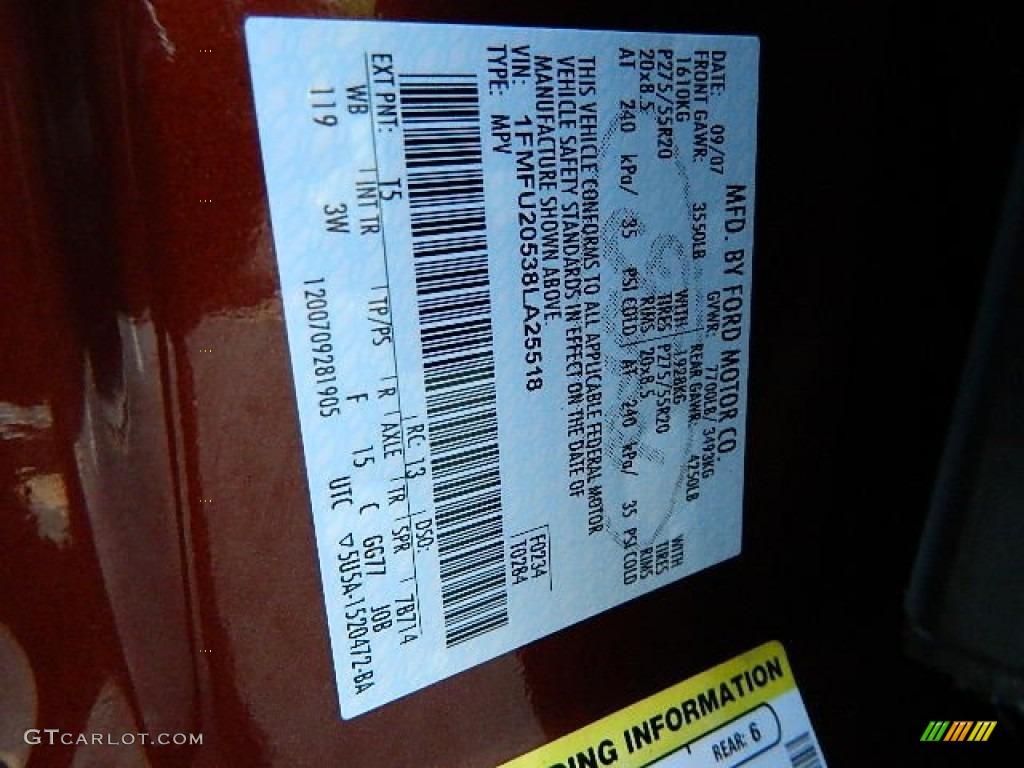 MFD. BY FORD MOTOR CO.
DATE: 09/07 GVWR: 7700LB/ 3493KG
FRONT GAWR: 3550LB REAR GAWR: 4250LB
1610KG WITH 1928KG WITH
P275/55R20 TIRES P275/55R20 TIRES
20x8.5 RIMS 20x8.5 RIMS
AT 240 kPa/ 35 PSI COLD AT 240 kPa/ 35 PSI COLD
THIS VEHICLE CONFORMS TO ALL APPLICABLE FEDERAL MOTOR
VEHICLE SAFETY STANDARDS IN EFFECT ON THE DATE OF
MANUFACTURE SHOWN ABOVE.
VIN: 1FMFU20538LA25518
TYPE: MPV
F0234
T0284
EXT PNT: T5 RC: 13 DSO:
WB INT TR TP/PS R AXLE TR SPR 7B714
119 3W F 15 C GG77 JOB
1200709281905 UTC ▽5U5A-1520472-BA
DING INFORMATION
REAR: 6
GTCARLOT.COM